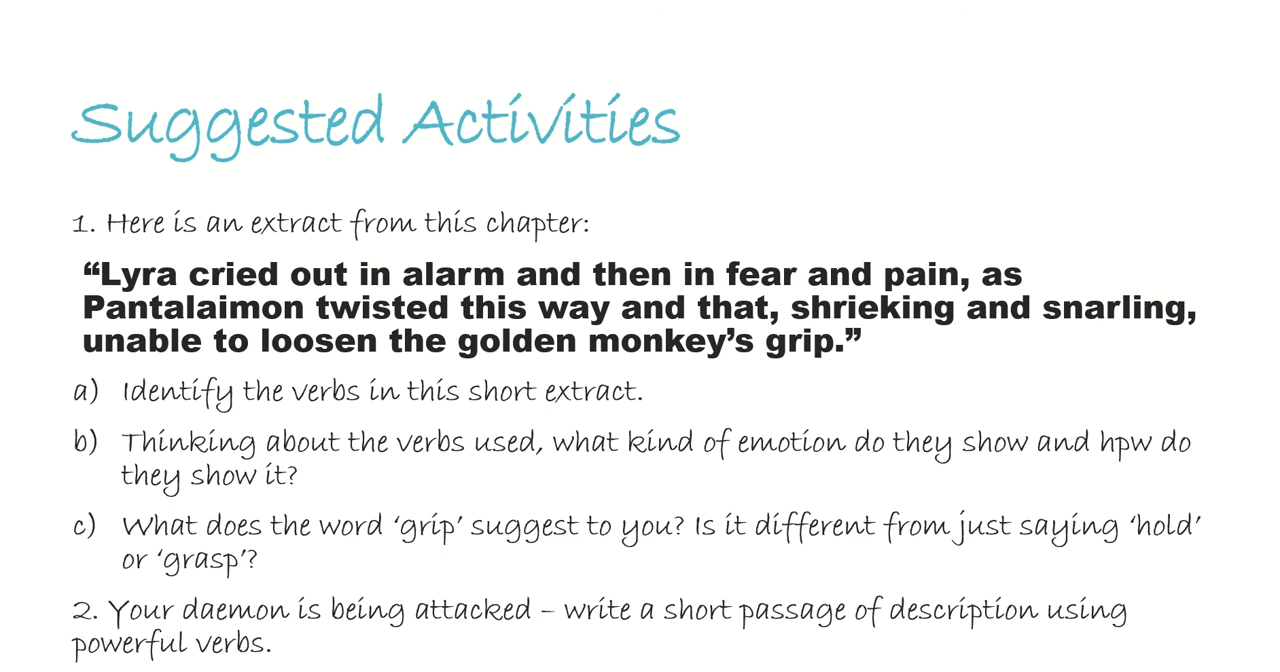 Suggested Activities
1. Here is an extract from this chapter:
“Lyra cried out in alarm and then in fear and pain, as
Pantalaimon twisted this way and that, shrieking and snarling,
unable to loosen the golden monkey’s grip.”
a) Identify the verbs in this short extract.
b) Thinking about the verbs used, what kind of emotion do they show and hpw do
they show it?
c) What does the word ‘grip’ suggest to you? Is it different from just saying ‘hold’
or ‘grasp’?
2. Your daemon is being attacked – write a short passage of description using
powerful verbs.